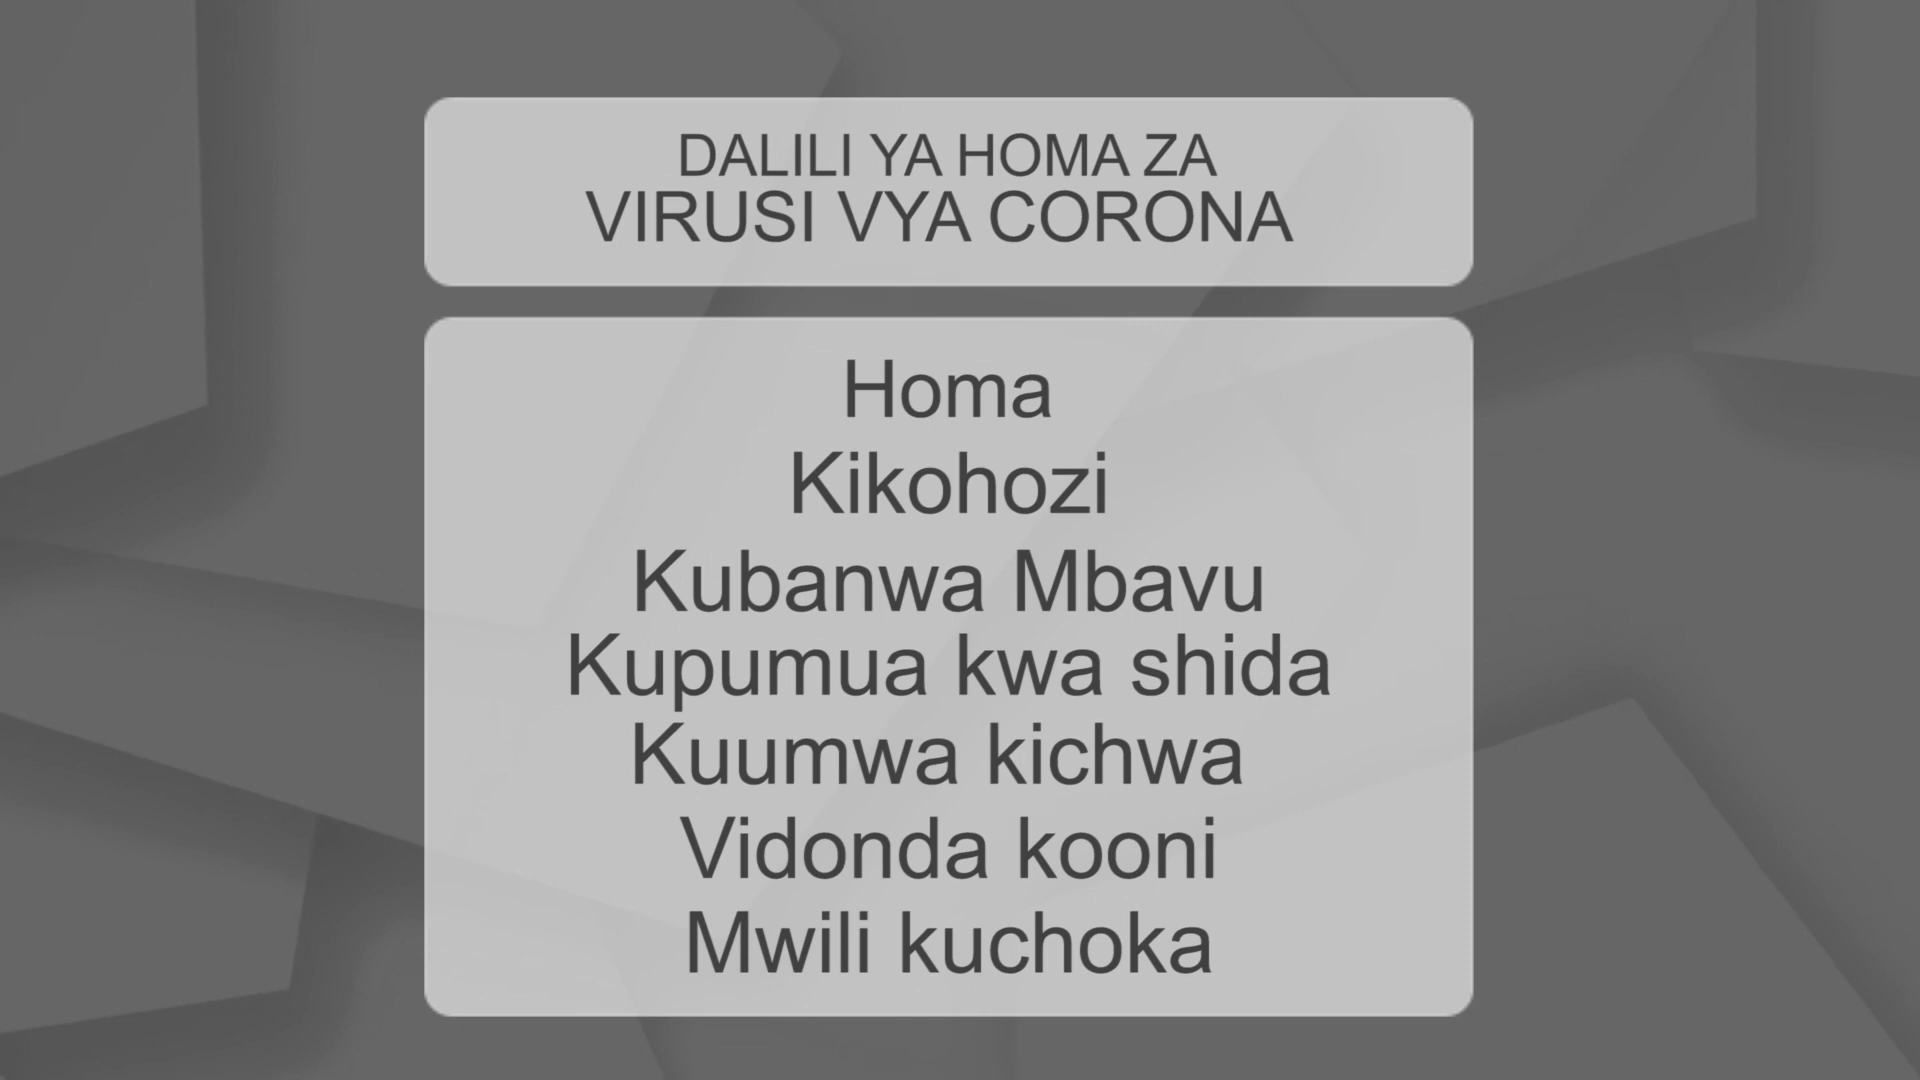 DALILI YA HOMA ZA
VIRUSI VYA CORONA
Homa
Kikohozi
Kubanwa Mbavu
Kupumua kwa shida
Kuumwa kichwa
Vidonda kooni
Mwili kuchoka